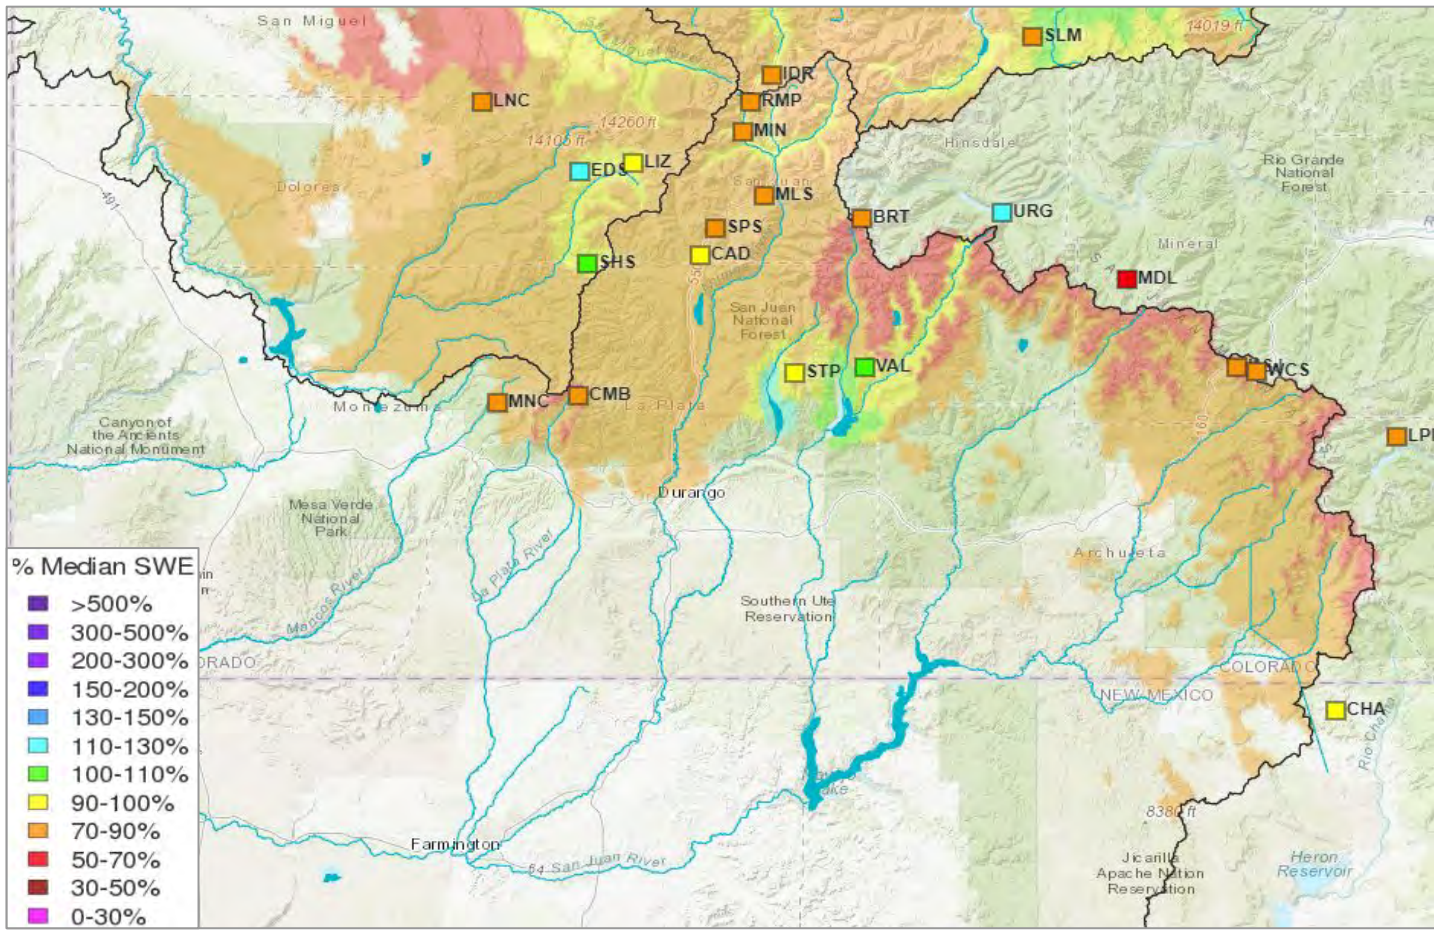 San Miguel
14019 ft
SLM
IDR
LNC
RMP
14260 ft
MIN
14105 ft
Hinsdale
Rio Grande
National
Forest
EDS
LIZ
Dolores
San Juan
MLS
491
BRT
URG
SPS
Mineral
CAD
SHS
MDL
550
San Juan
National
Forest
STP
VAL
WCS
MNC
CMB
Montezuma
La Plata
160
Canyon of
the Ancients
National Monument
Durango
Mesa Verde
National
Park
La Plata River
Archuleta
Mancos River
Southern Ute
Reservation
COLORADO
NEW MEXICO
CHA
Rio Chama
8380 ft
Farmington
64 San Juan River
Jicarilla
Apache Nation
Reservation
Heron
Reservoir
% Median SWE
>500%
300-500%
200-300%
150-200%
130-150%
110-130%
100-110%
90-100%
70-90%
50-70%
30-50%
0-30%